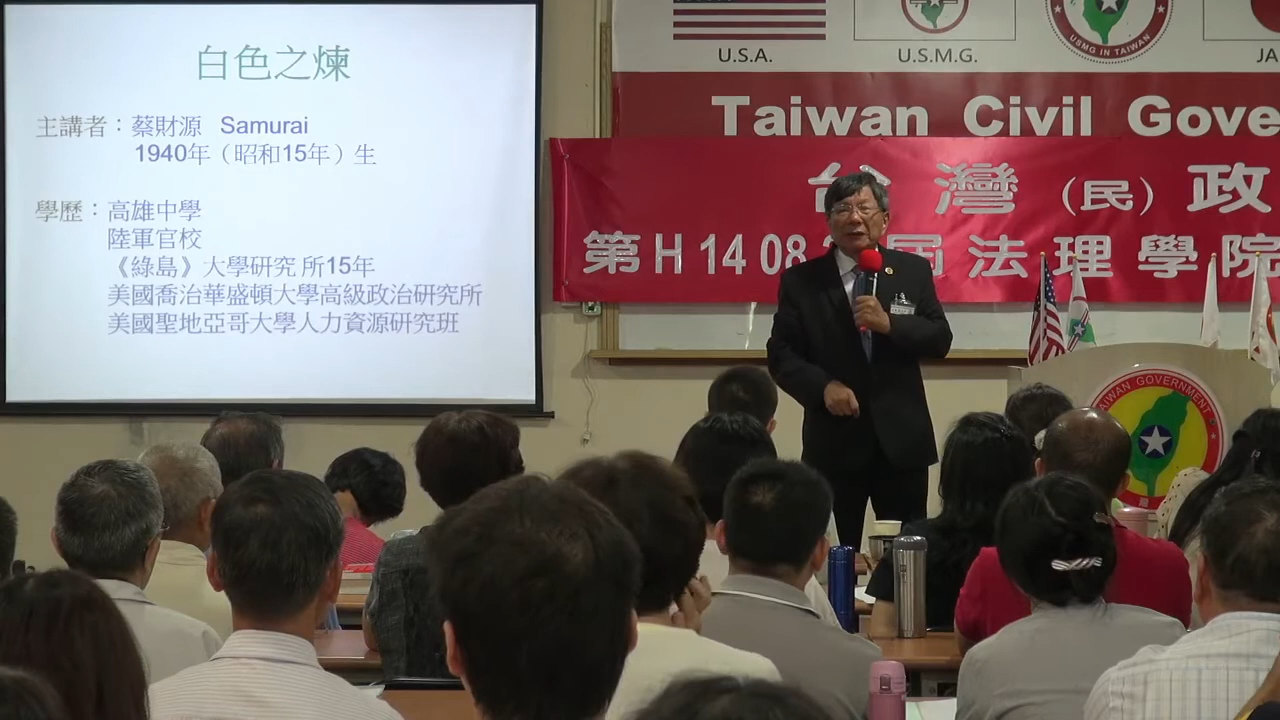 白色之煉
主講者：蔡財源 Samurai
1940年（昭和15年）生
學歷：高雄中學
陸軍官校
《綠島》大學研究 所15年
美國喬治華盛頓大學高級政治研究所
美國聖地亞哥大學人力資源研究班
U.S.A.
U.S.M.G.
USMG IN TAIWAN
JA
Taiwan Civil Gove
台灣（民）政
第H 14 08 屆法理學院
TAIWAN GOVERNMENT